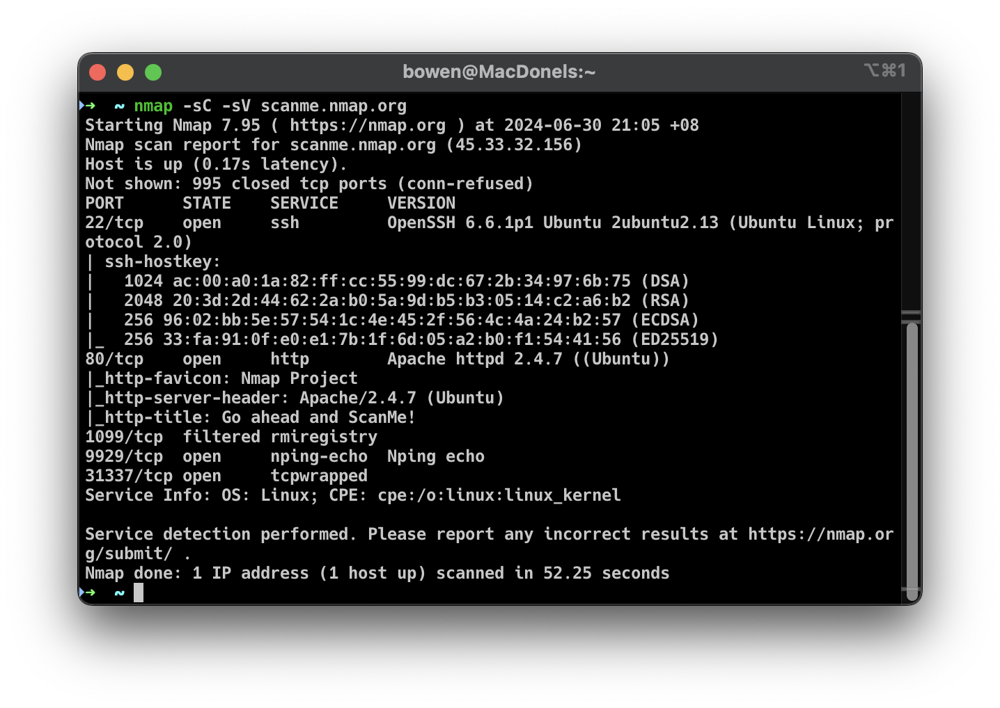 bowen@MacDonels:~
⌥⌘1
➜  ~ nmap -sC -sV scanme.nmap.org
Starting Nmap 7.95 ( https://nmap.org ) at 2024-06-30 21:05 +08
Nmap scan report for scanme.nmap.org (45.33.32.156)
Host is up (0.17s latency).
Not shown: 995 closed tcp ports (conn-refused)
PORT      STATE    SERVICE     VERSION
22/tcp    open     ssh         OpenSSH 6.6.1p1 Ubuntu 2ubuntu2.13 (Ubuntu Linux; pr
otocol 2.0)
| ssh-hostkey:
|   1024 ac:00:a0:1a:82:ff:cc:55:99:dc:67:2b:34:97:6b:75 (DSA)
|   2048 20:3d:2d:44:62:2a:b0:5a:9d:b5:b3:05:14:c2:a6:b2 (RSA)
|   256 96:02:bb:5e:57:54:1c:4e:45:2f:56:4c:4a:24:b2:57 (ECDSA)
|_  256 33:fa:91:0f:e0:e1:7b:1f:6d:05:a2:b0:f1:54:41:56 (ED25519)
80/tcp    open     http        Apache httpd 2.4.7 ((Ubuntu))
|_http-favicon: Nmap Project
|_http-server-header: Apache/2.4.7 (Ubuntu)
|_http-title: Go ahead and ScanMe!
1099/tcp  filtered rmiregistry
9929/tcp  open     nping-echo  Nping echo
31337/tcp open     tcpwrapped
Service Info: OS: Linux; CPE: cpe:/o:linux:linux_kernel
Service detection performed. Please report any incorrect results at https://nmap.or
g/submit/ .
Nmap done: 1 IP address (1 host up) scanned in 52.25 seconds
➜  ~